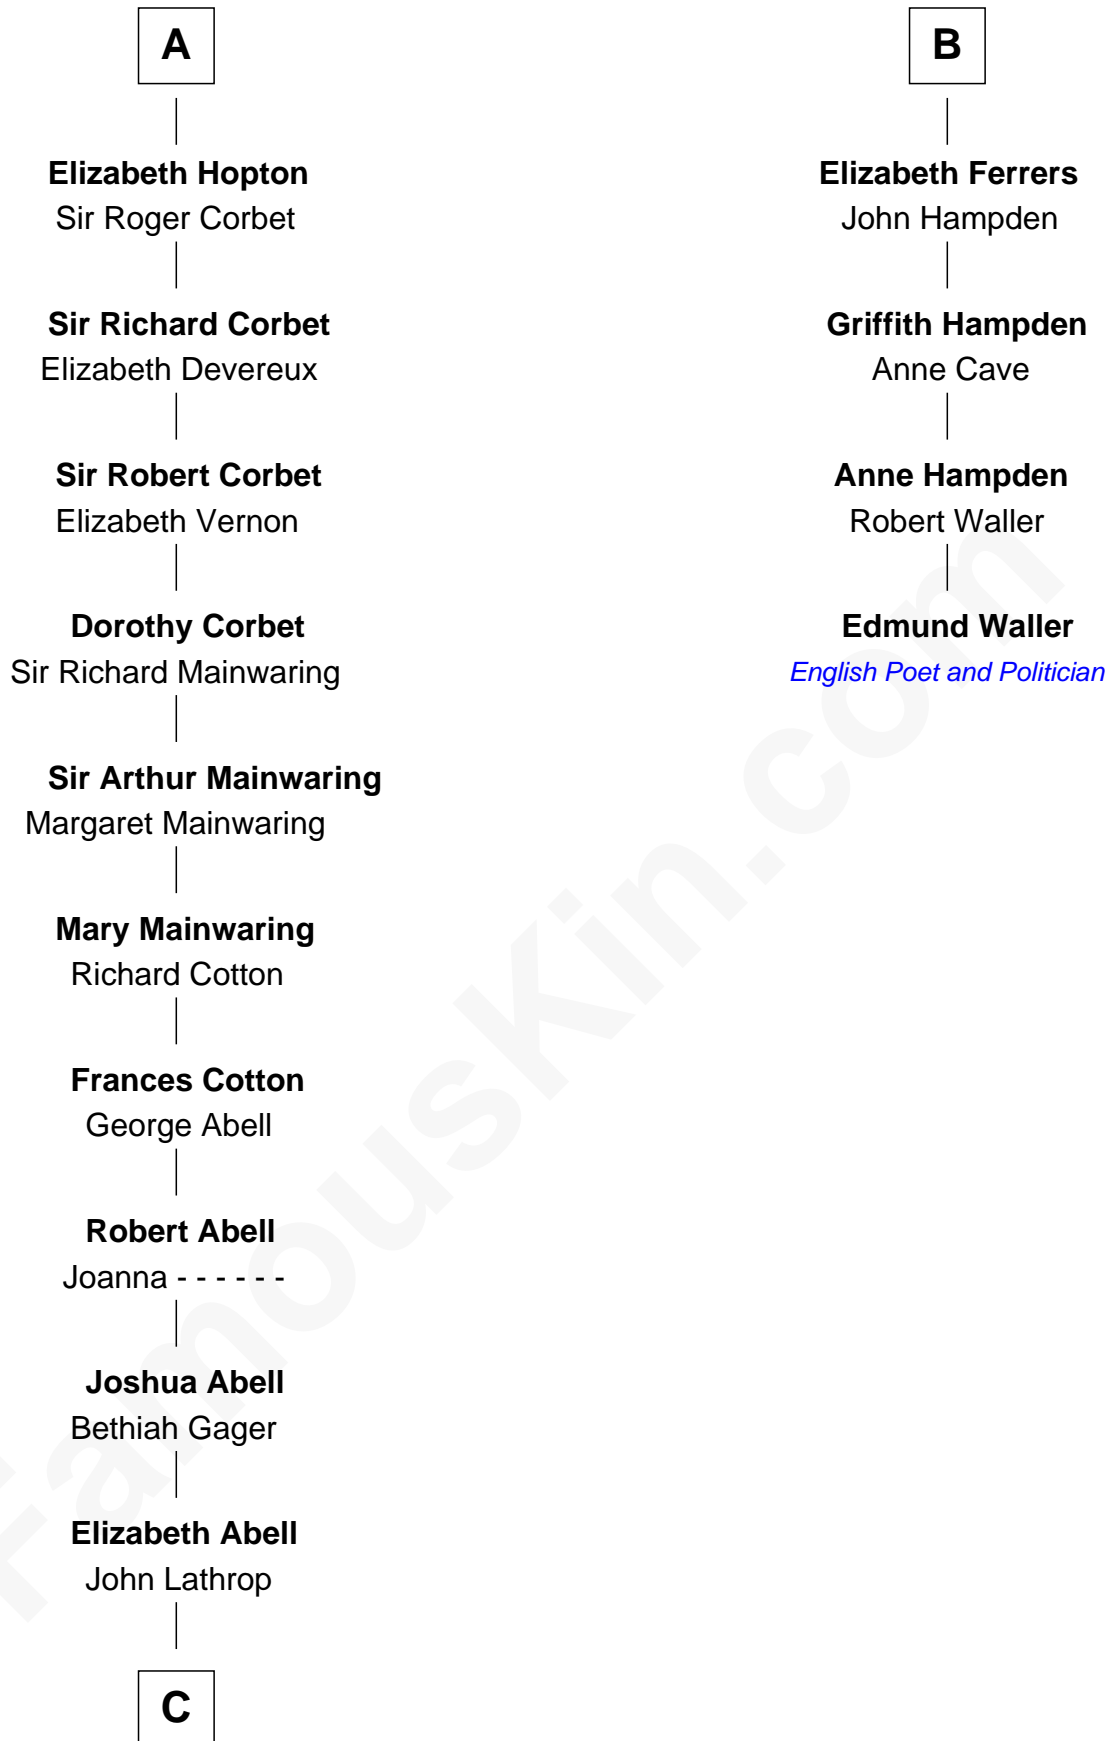 A
Elizabeth Hopton
Sir Roger Corbet
Sir Richard Corbet
Elizabeth Devereux
Sir Robert Corbet
Elizabeth Vernon
Dorothy Corbet
Sir Richard Mainwaring
Sir Arthur Mainwaring
Margaret Mainwaring
Mary Mainwaring
Richard Cotton
Frances Cotton
George Abell
Robert Abell
Joanna - - - - - -
Joshua Abell
Bethiah Gager
Elizabeth Abell
John Lathrop
C
B
Elizabeth Ferrers
John Hampden
Griffith Hampden
Anne Cave
Anne Hampden
Robert Waller
Edmund Waller
English Poet and Politician
FamousKin.com